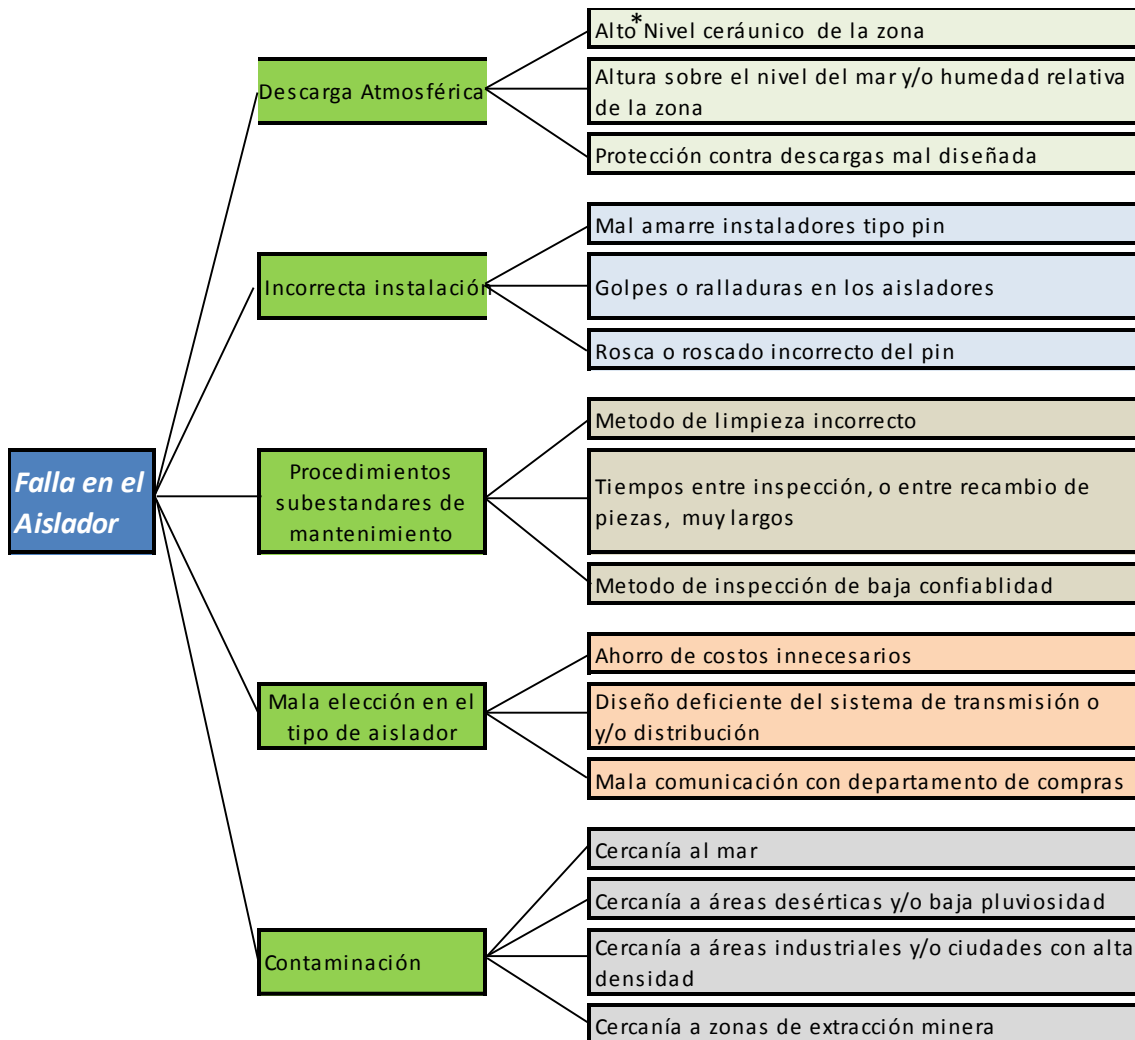 Alto*Nivel ceráunico de la zona
Descarga Atmosférica
Altura sobre el nivel del mar y/o humedad relativa
de la zona
Protección contra descargas mal diseñada
Mal amarre instaladores tipo pin
Incorrecta instalación
Golpes o ralladuras en los aisladores
Rosca o roscado incorrecto del pin
Falla en el
Aislador
Metodo de limpieza incorrecto
Procedimientos
subestandares de
mantenimiento
Tiempos entre inspección, o entre recambio de
piezas, muy largos
Metodo de inspección de baja confiablidad
Ahorro de costos innecesarios
Mala elección en el
tipo de aislador
Diseño deficiente del sistema de transmisión o
y/o distribución
Mala comunicación con departamento de compras
Cercanía al mar
Cercanía a áreas desérticas y/o baja pluviosidad
Contaminación
Cercanía a áreas industriales y/o ciudades con alta
densidad
Cercanía a zonas de extracción minera